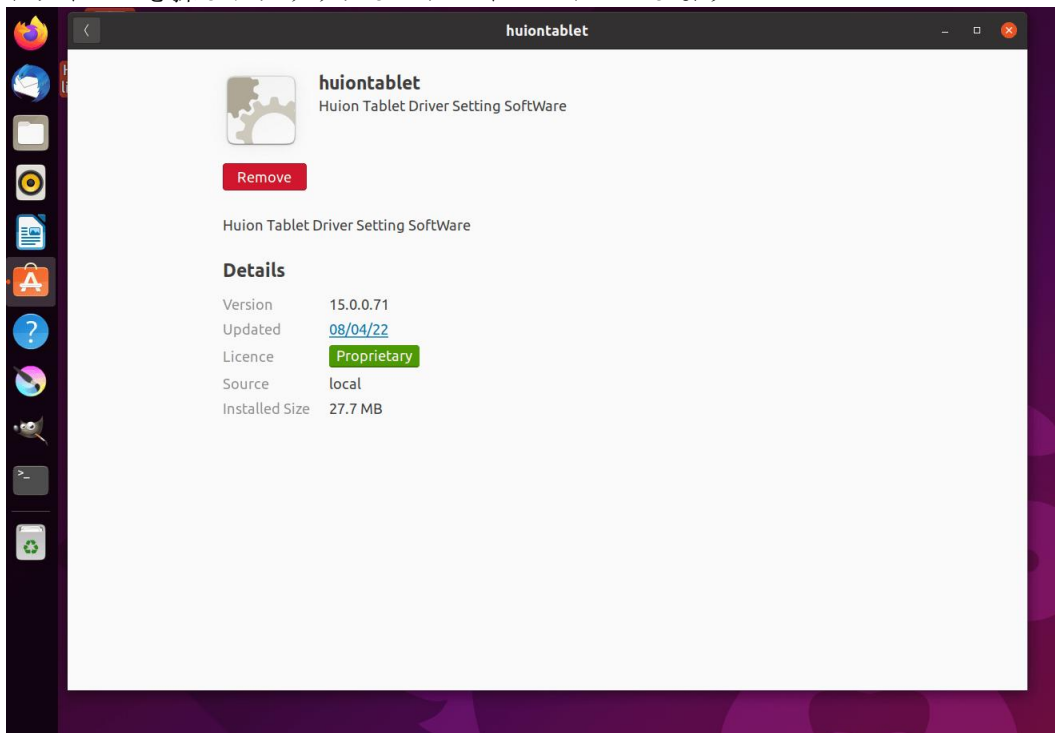 huiontablet
huiontablet
Huion Tablet Driver Setting SoftWare
Remove
Huion Tablet Driver Setting SoftWare
Details
Version 15.0.0.71
Updated 08/04/22
Licence Proprietary
Source local
Installed Size 27.7 MB